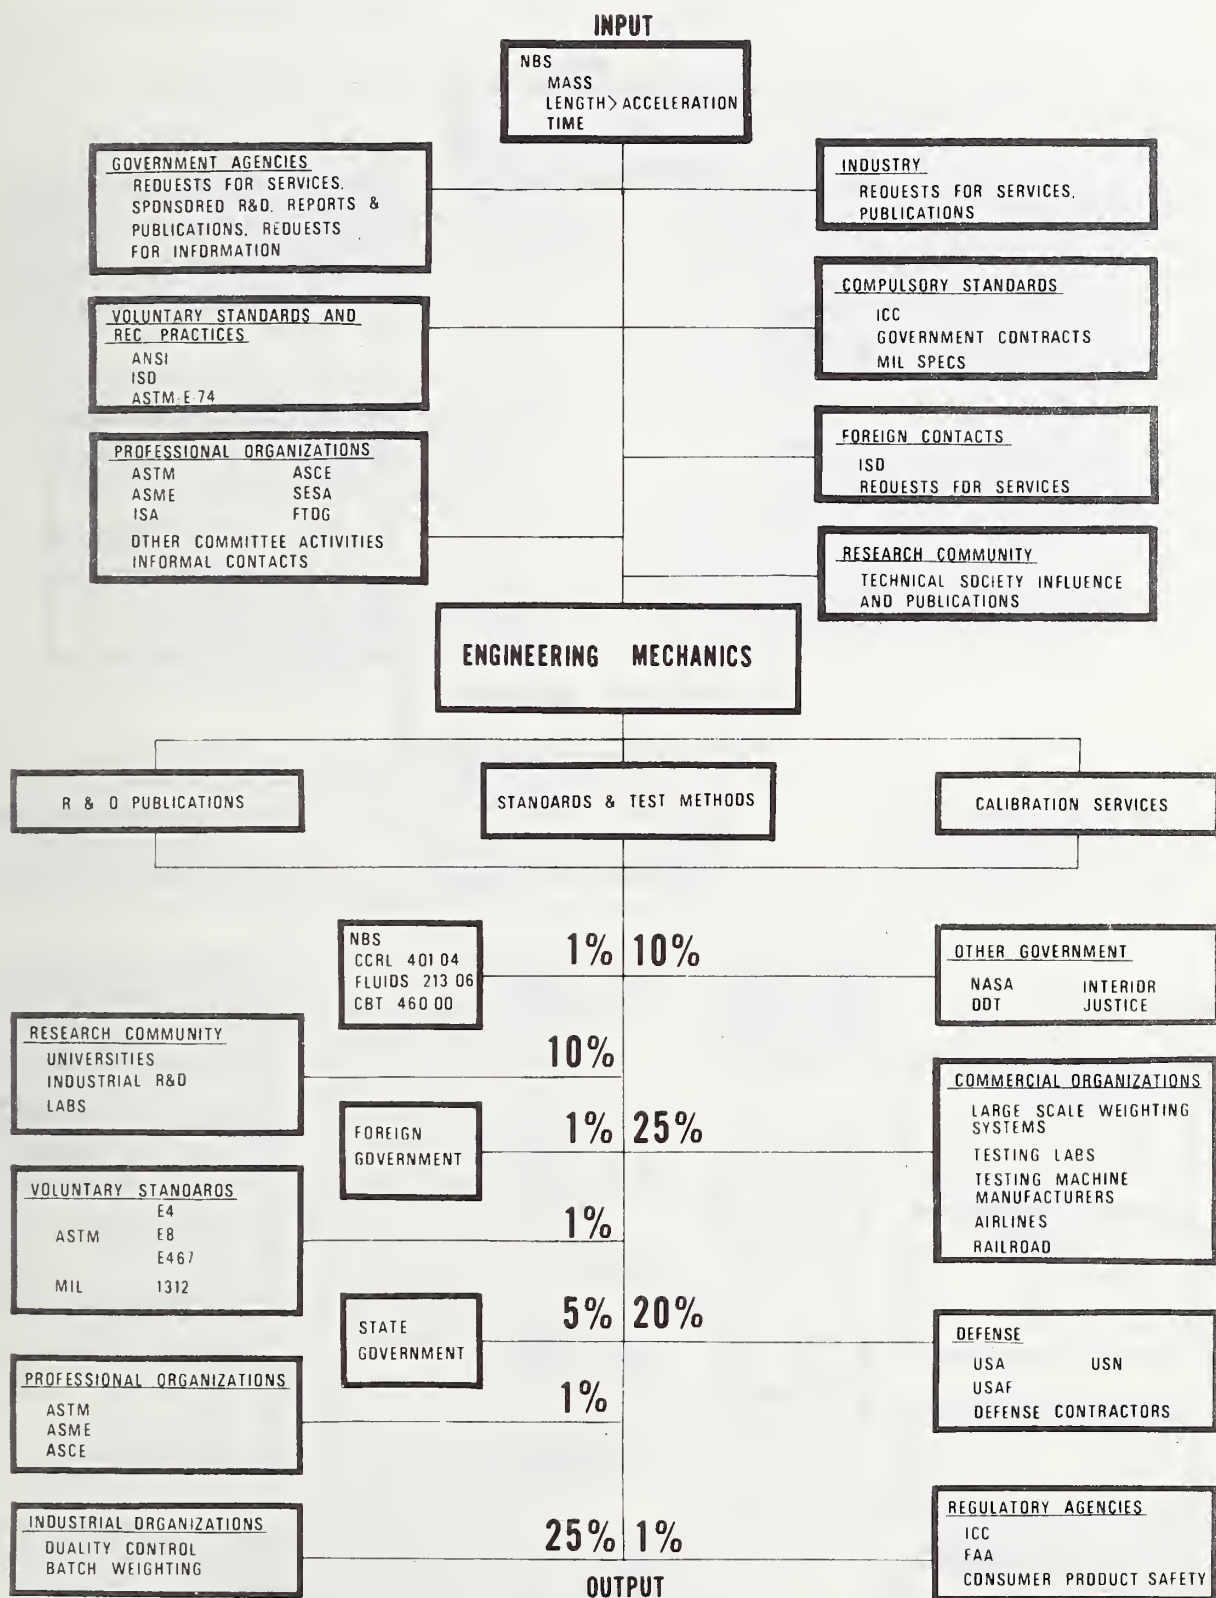 INPUT
NBS
MASS
LENGTH > ACCELERATION
TIME
GOVERNMENT AGENCIES
REQUESTS FOR SERVICES,
SPONSORED R&D, REPORTS &
PUBLICATIONS, REQUESTS
FOR INFORMATION
INDUSTRY
REQUESTS FOR SERVICES,
PUBLICATIONS
VOLUNTARY STANDARDS AND
REC PRACTICES
ANSI
ISO
ASTM-E-74
COMPULSORY STANDARDS
ICC
GOVERNMENT CONTRACTS
MIL SPECS
PROFESSIONAL ORGANIZATIONS
ASTM ASCE
ASME SESA
ISA FTDG
OTHER COMMITTEE ACTIVITIES
INFORMAL CONTACTS
FOREIGN CONTACTS
ISO
REQUESTS FOR SERVICES
RESEARCH COMMUNITY
TECHNICAL SOCIETY INFLUENCE
AND PUBLICATIONS
ENGINEERING MECHANICS
R & D PUBLICATIONS
STANDARDS & TEST METHODS
CALIBRATION SERVICES
NBS
CCRL 401 04
FLUIDS 213 06
CBT 460 00
1% 10%
OTHER GOVERNMENT
NASA INTERIOR
DOT JUSTICE
RESEARCH COMMUNITY
UNIVERSITIES
INDUSTRIAL R&D
LABS
10%
FOREIGN
GOVERNMENT
1% 25%
COMMERCIAL ORGANIZATIONS
LARGE SCALE WEIGHTING
SYSTEMS
TESTING LABS
TESTING MACHINE
MANUFACTURERS
AIRLINES
RAILROAD
VOLUNTARY STANDARDS
E4
ASTM E8
E467
MIL 1312
1%
STATE
GOVERNMENT
5% 20%
DEFENSE
USA USN
USAF
DEFENSE CONTRACTORS
PROFESSIONAL ORGANIZATIONS
ASTM
ASME
ASCE
1%
INDUSTRIAL ORGANIZATIONS
QUALITY CONTROL
BATCH WEIGHTING
25% 1%
REGULATORY AGENCIES
ICC
FAA
CONSUMER PRODUCT SAFETY
OUTPUT